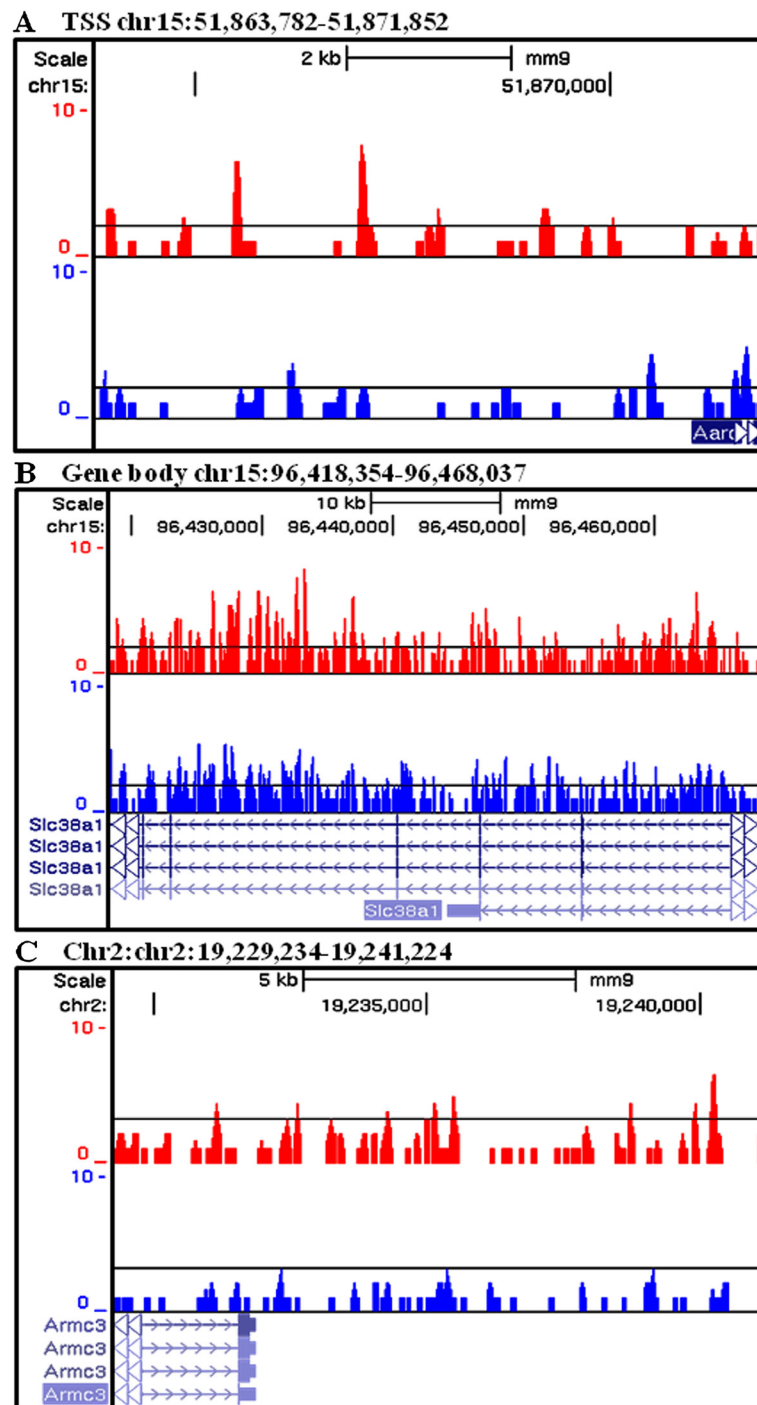 A TSS chr15:51,863,782-51,871,852
Scale 2 kb mm9
chr15: 51,870,000
10
0
10
0
Aard
B Gene body chr15:96,418,354-96,468,037
Scale 10 kb mm9
chr15: 96,430,000 96,440,000 96,450,000 96,460,000
10
0
10
0
Slc38a1
Slc38a1
Slc38a1
Slc38a1
Slc38a1
C Chr2:chr2:19,229,234-19,241,224
Scale 5 kb mm9
chr2: 19,235,000 19,240,000
10
0
10
0
Armc3
Armc3
Armc3
Armc3